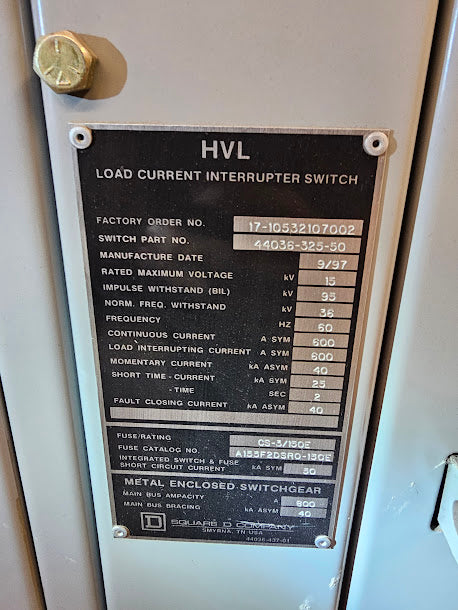 HVL
LOAD CURRENT INTERRUPTER SWITCH
FACTORY ORDER NO. 17-10532107002
SWITCH PART NO. 44036-325-50
MANUFACTURE DATE 9/97
RATED MAXIMUM VOLTAGE kV 15
IMPULSE WITHSTAND (BIL) kV 95
NORM. FREQ. WITHSTAND kV 36
FREQUENCY HZ 60
CONTINUOUS CURRENT A SYM 600
LOAD INTERRUPTING CURRENT A SYM 600
MOMENTARY CURRENT kA ASYM 40
SHORT TIME - CURRENT kA SYM 25
- TIME SEC 2
FAULT CLOSING CURRENT kA ASYM 40
FUSE/RATING CS-3/150E
FUSE CATALOG NO. A155F2DSR0-150E
INTEGRATED SWITCH & FUSE
SHORT CIRCUIT CURRENT kA SYM 50
METAL ENCLOSED SWITCHGEAR
MAIN BUS AMPACITY A 600
MAIN BUS BRACING kA ASYM 40
D SQUARE D COMPANY
SMYRNA, TN USA
44036-437-01